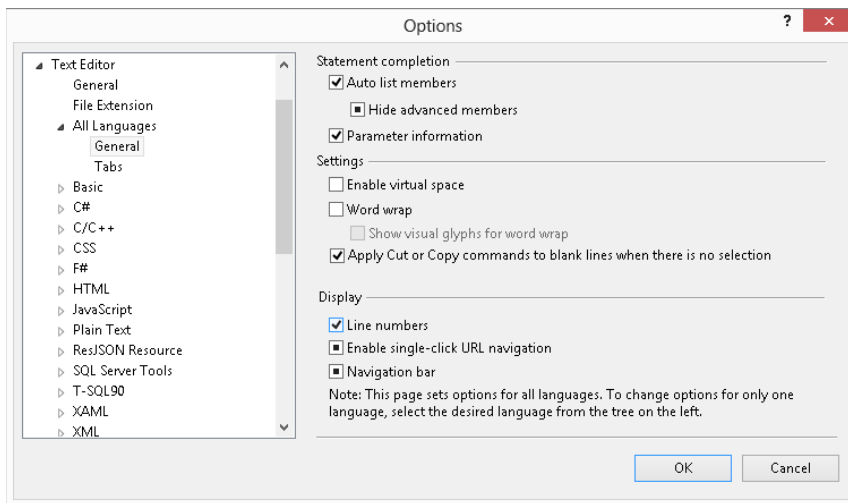 Options
?
Text Editor
General
File Extension
All Languages
General
Tabs
Basic
C#
C/C++
CSS
F#
HTML
JavaScript
Plain Text
ResJSON Resource
SQL Server Tools
T-SQL90
XAML
XML
Statement completion
Auto list members
Hide advanced members
Parameter information
Settings
Enable virtual space
Word wrap
Show visual glyphs for word wrap
Apply Cut or Copy commands to blank lines when there is no selection
Display
Line numbers
Enable single-click URL navigation
Navigation bar
Note: This page sets options for all languages. To change options for only one
language, select the desired language from the tree on the left.
OK
Cancel